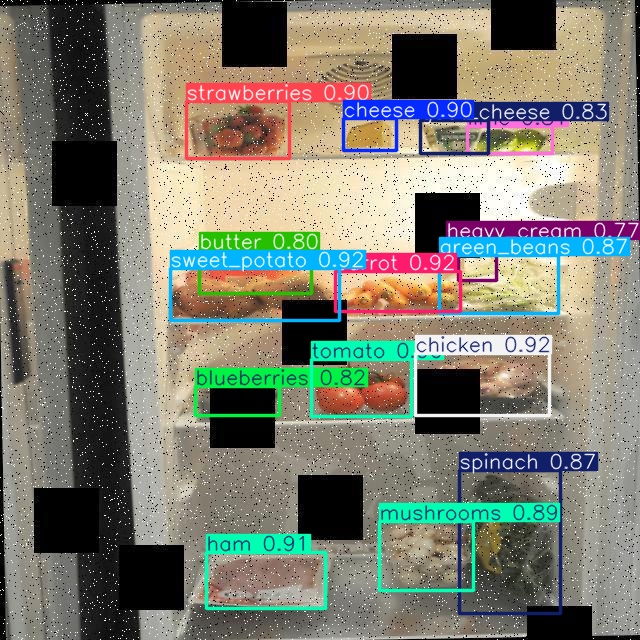 strawberries 0.90
cheese 0.90
cheese 0.83
heavy_cream 0.77
butter 0.80
green_beans 0.87
sweet_potato 0.92
rot 0.92
chicken 0.92
tomato 0.
blueberries 0.82
spinach 0.87
mushrooms 0.89
ham 0.91